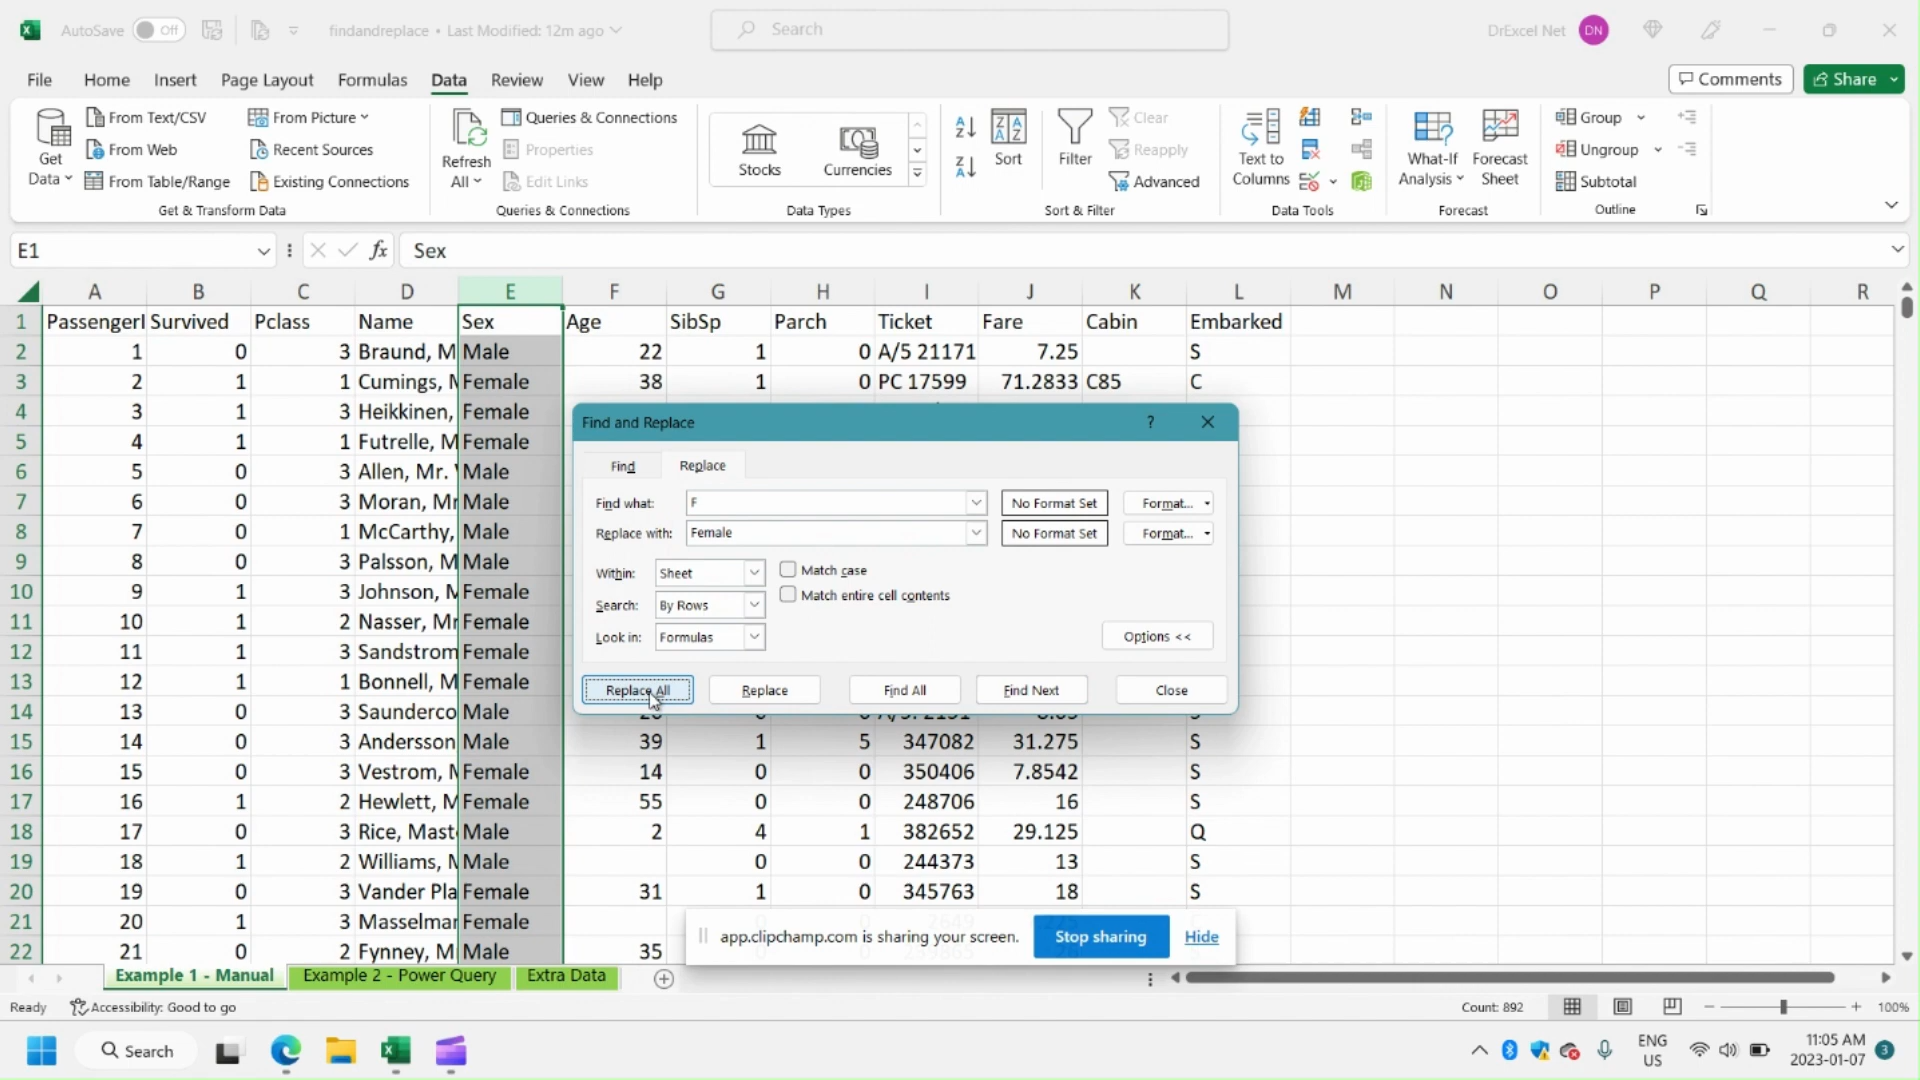 AutoSave Off findandreplace • Last Modified: 12m ago Search DrExcel Net DN
File Home Insert Page Layout Formulas Data Review View Help Comments Share
Get Data From Text/CSV From Web From Table/Range From Picture Recent Sources Existing Connections
Refresh All Queries & Connections Properties Edit Links
Stocks Currencies
Sort Filter Clear Reapply Advanced
Text to Columns What-If Analysis Forecast Sheet
Group Ungroup Subtotal
Get & Transform Data Queries & Connections Data Types Sort & Filter Data Tools Forecast Outline
E1 fx Sex
A B C D E F G H I J K L M N O P Q R
1 PassengerI Survived Pclass Name Sex Age SibSp Parch Ticket Fare Cabin Embarked
2 1 0 3 Braund, M Male 22 1 0 A/5 21171 7.25 S
3 2 1 1 Cumings, M Female 38 1 0 PC 17599 71.2833 C85 C
4 3 1 3 Heikkinen, Female
5 4 1 1 Futrelle, M Female
6 5 0 3 Allen, Mr. Male
7 6 0 3 Moran, Mr Male
8 7 0 1 McCarthy, Male
9 8 0 3 Palsson, M Male
10 9 1 3 Johnson, M Female
11 10 1 2 Nasser, Mr Female
12 11 1 3 Sandstrom Female
13 12 1 1 Bonnell, M Female
14 13 0 3 Saunderco Male
15 14 0 3 Andersson Male 39 1 5 347082 31.275 S
16 15 0 3 Vestrom, M Female 14 0 0 350406 7.8542 S
17 16 1 2 Hewlett, M Female 55 0 0 248706 16 S
18 17 0 3 Rice, Mast Male 2 4 1 382652 29.125 Q
19 18 1 2 Williams, M Male 0 0 244373 13 S
20 19 0 3 Vander Pla Female 31 1 0 345763 18 S
21 20 1 3 Masselmar Female
22 21 0 2 Fynney, M Male 35
Find and Replace ?
Find Replace
Find what: F No Format Set Format...
Replace with: Female No Format Set Format...
Within: Sheet Match case
Search: By Rows Match entire cell contents
Look in: Formulas Options <<
Replace All Replace Find All Find Next Close
app.clipchamp.com is sharing your screen. Stop sharing Hide
Example 1 - Manual Example 2 - Power Query Extra Data
Ready Accessibility: Good to go Count: 892 100%
Search ENG US 11:05 AM 2023-01-07 3